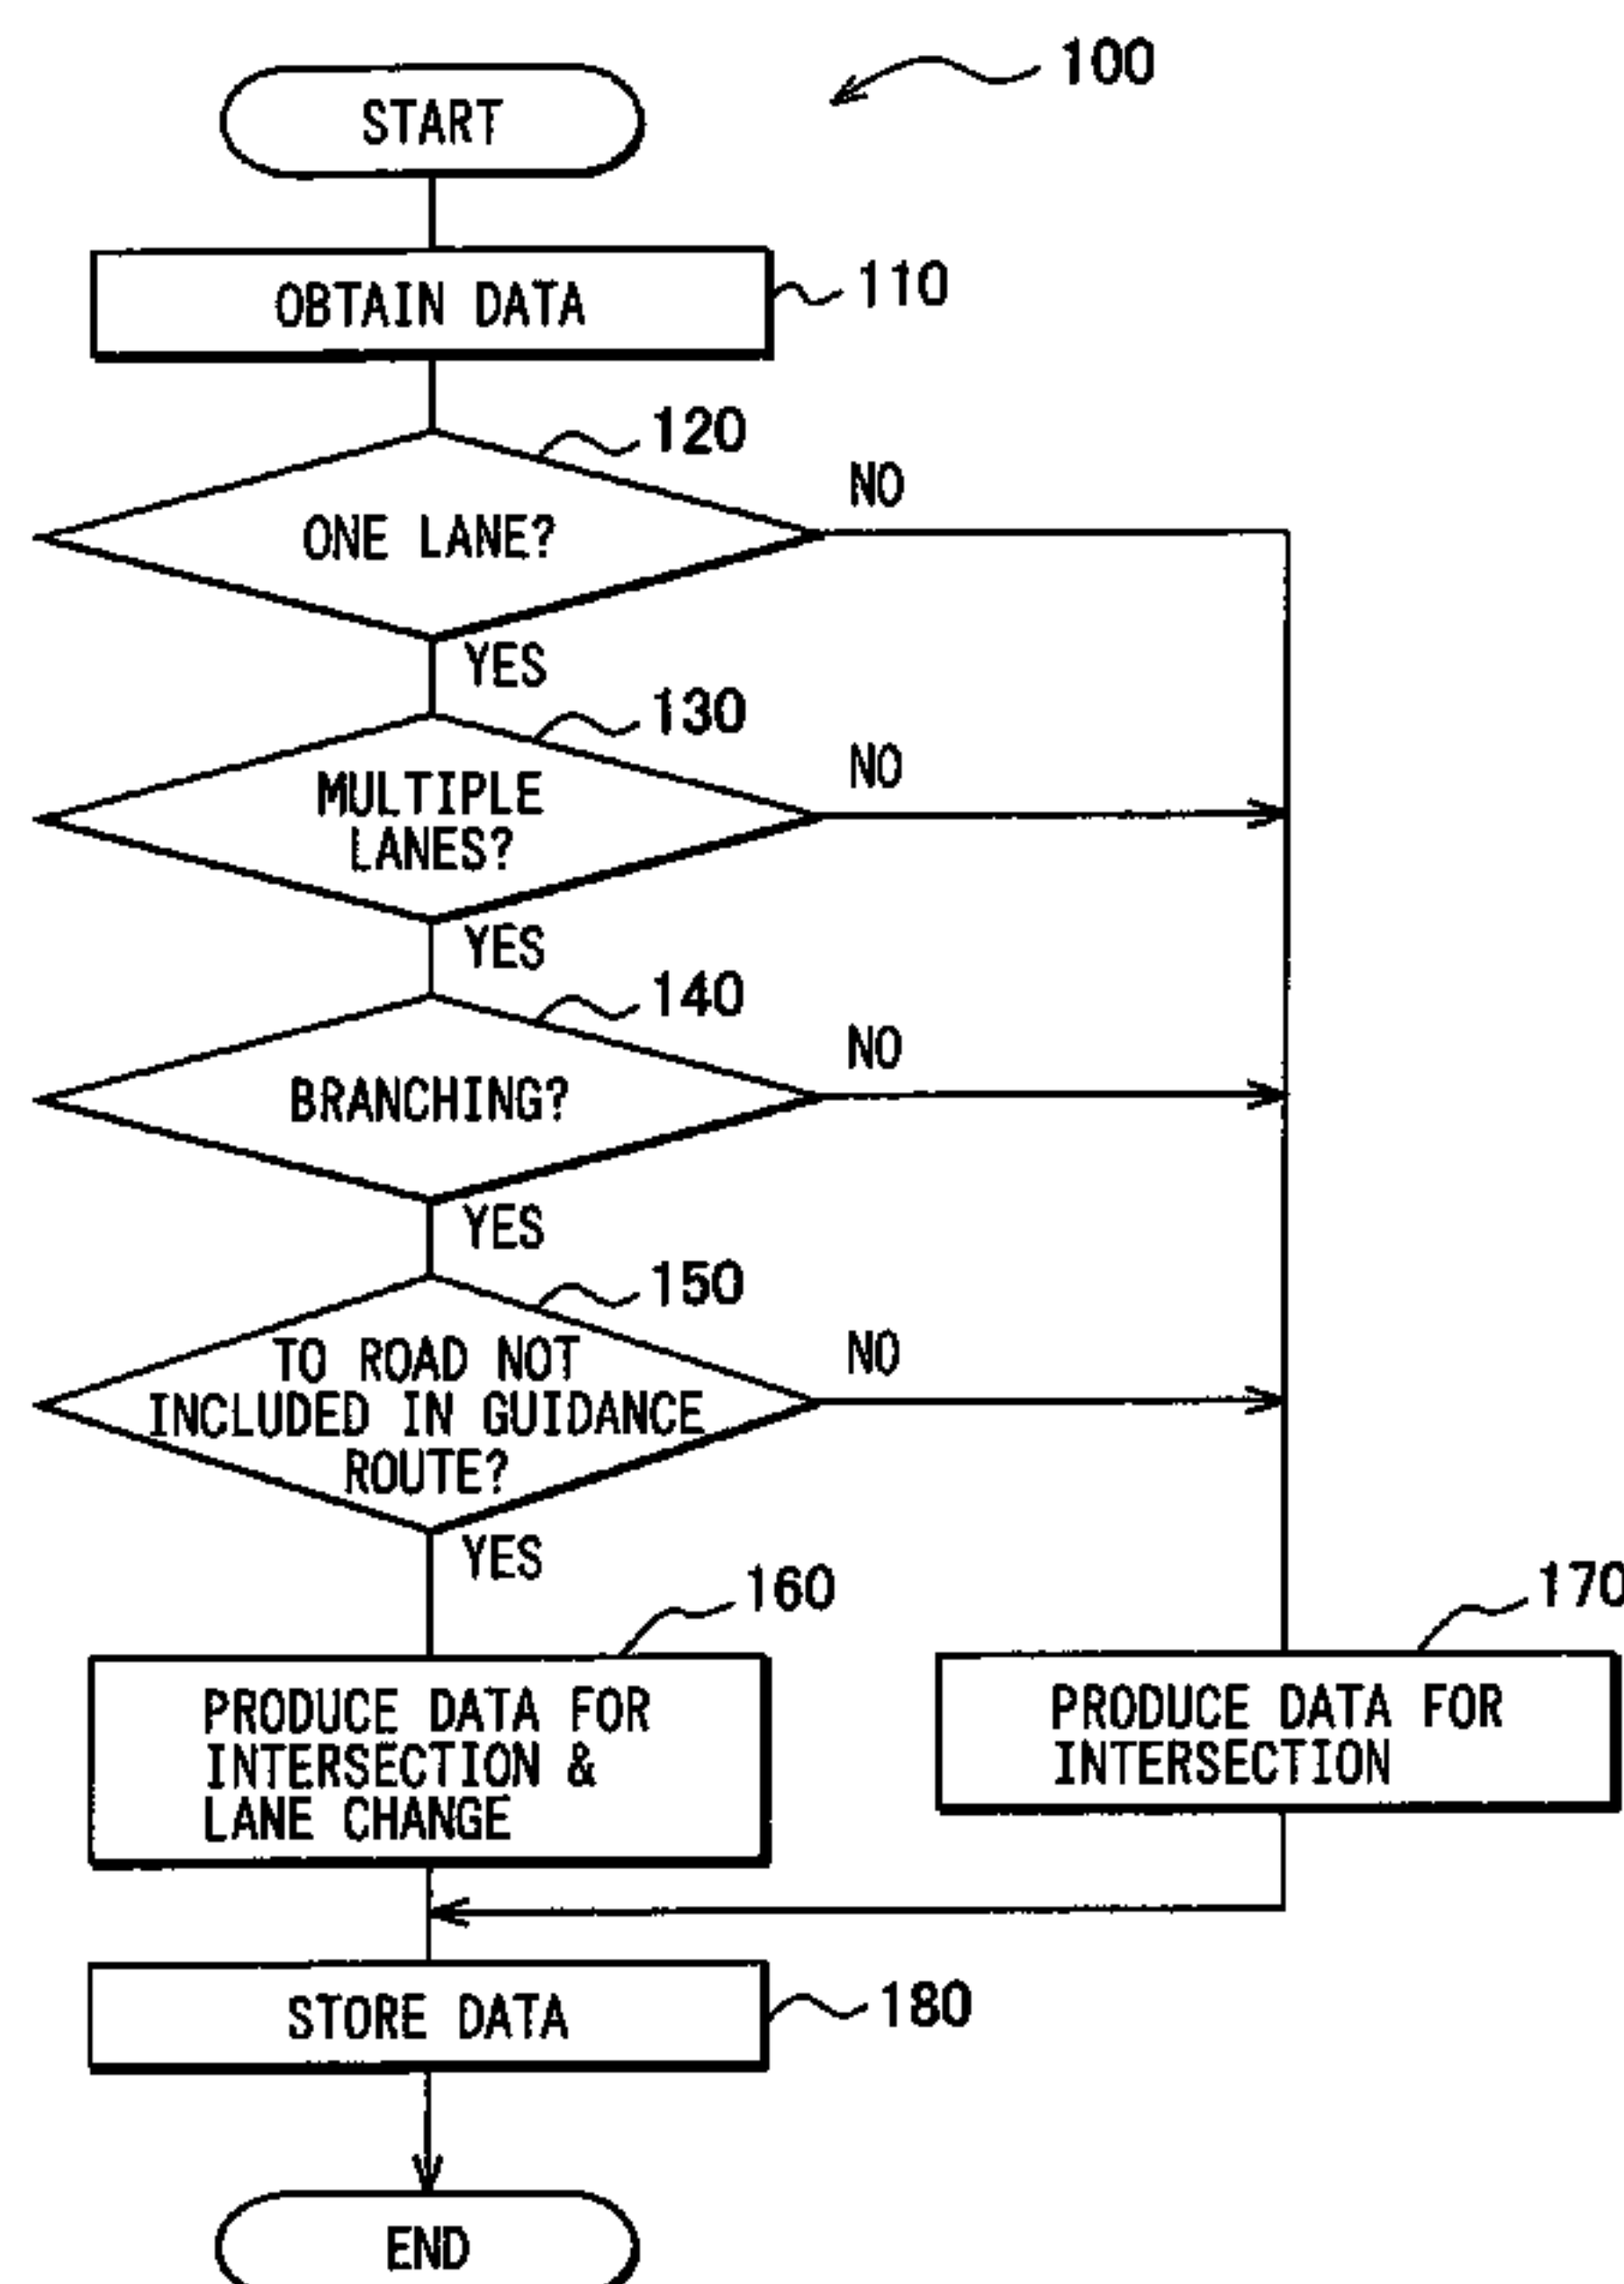 100
START
OBTAIN DATA
110
120
ONE LANE?
NO
YES
130
MULTIPLE
LANES?
NO
YES
140
BRANCHING?
NO
YES
150
TO ROAD NOT
INCLUDED IN GUIDANCE
ROUTE?
NO
YES
160
PRODUCE DATA FOR
INTERSECTION &
LANE CHANGE
170
PRODUCE DATA FOR
INTERSECTION
STORE DATA
180
END